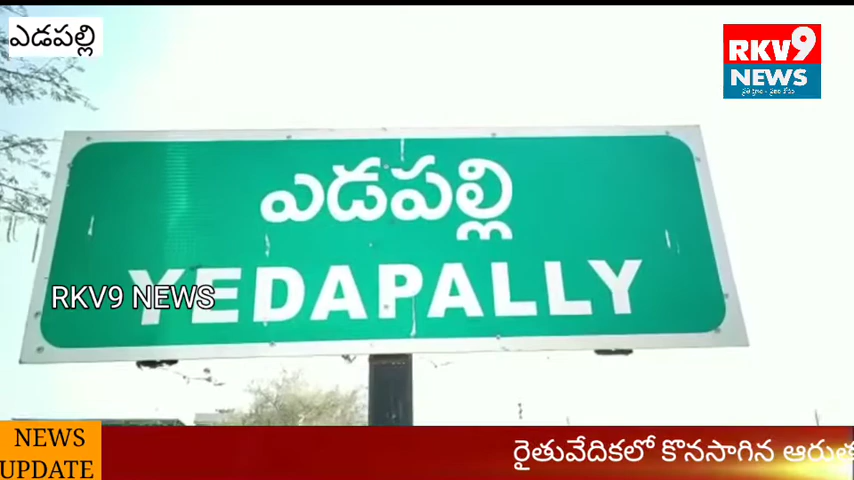 ఎడపల్లి
RKV9
NEWS
ఎడపల్లి
YEDAPALLY
RKV9 NEWS
NEWS
UPDATE
రైతువేదికలో కొనసాగిన